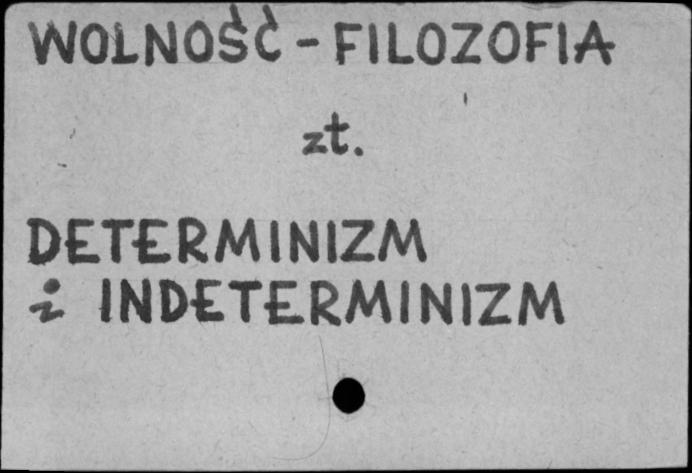 WOLNOŚĆ - FILOZOFIA
zt.
DETERMINIZM
i INDETERMINIZM